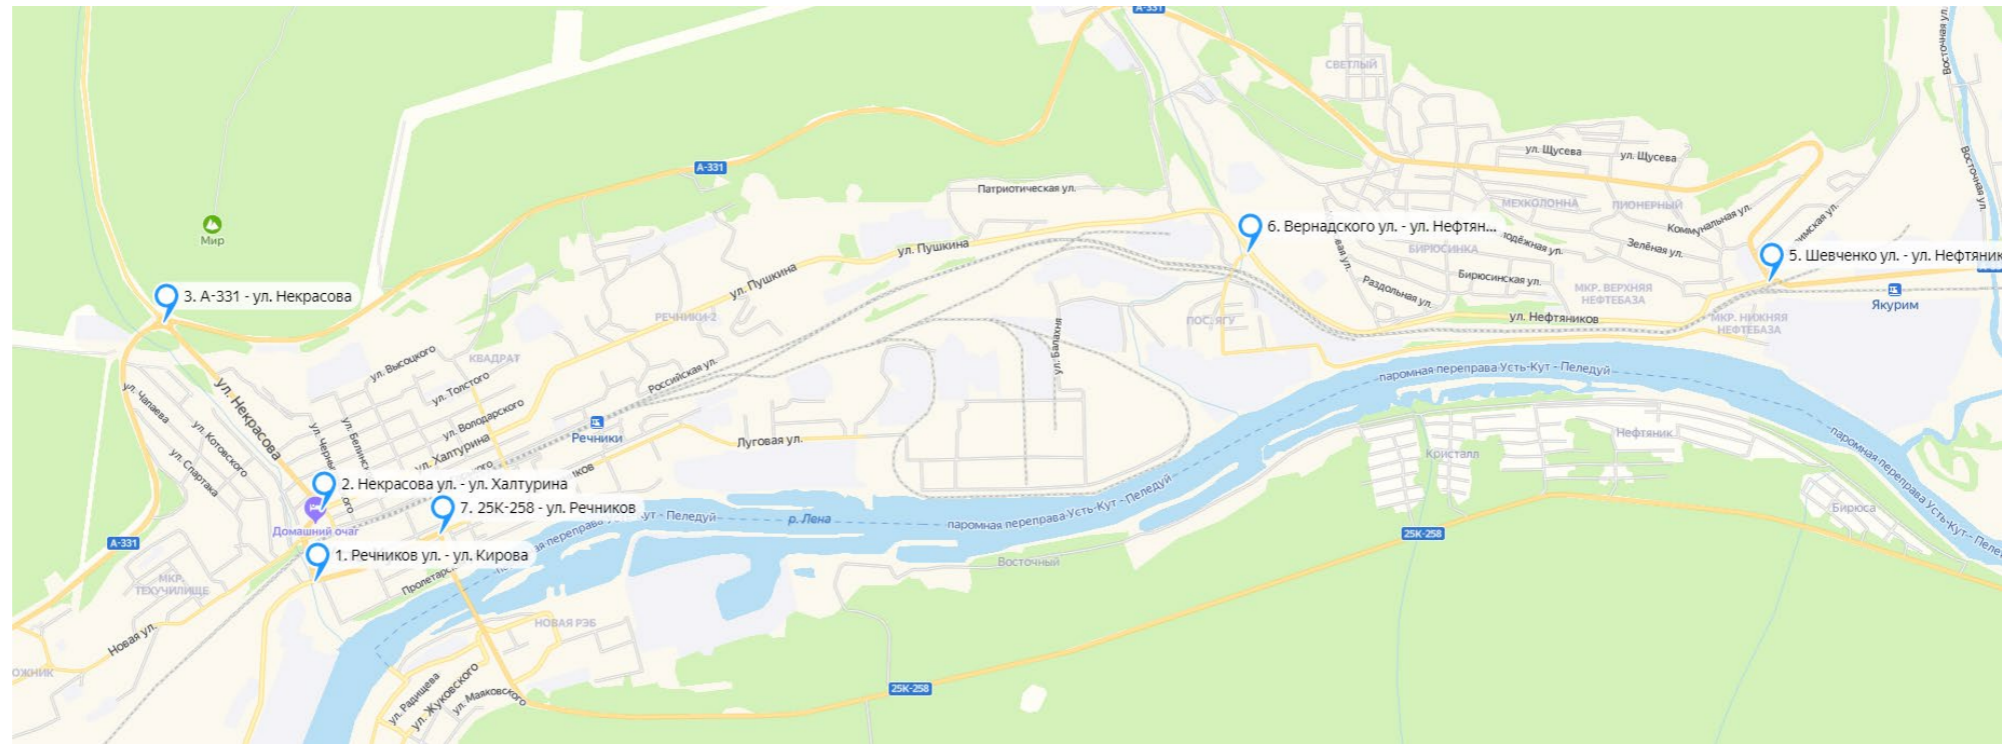 А-331
СВЕТЛЫЙ
Восточная ул.
ул. Щусева
ул. Щусева
А-331
Восточная ул.
Патриотическая ул.
МЕХКОЛОННА
ПИОНЕРНЫЙ
Мир
6. Вернадского ул. - ул. Нефтян...
Коммунальная ул.
ул. Пушкина
БИРЮСИНКА
Зелёная ул.
5. Шевченко ул. - ул. Нефтяник
ул. Пушкина
Бирюсинская ул.
Раздольная ул.
МКР. ВЕРХНЯЯ
НЕФТЕБАЗА
3. А-331 - ул. Некрасова
Якурим
РЕЧНИКИ-2
ПОС. ЯГУ
ул. Нефтяников
МКР. НИЖНЯЯ
НЕФТЕБАЗА
ул. Балахня
КВАДРАТ
ул. Высоцкого
Российская ул.
паромная переправа Усть-Кут - Пеледуй
ул. Толстого
ул. Чапаева
ул. Некрасова
ул. Володарского
ул. Котовского
Речники
Луговая ул.
Нефтяник
паромная переправа Усть-Кут - Пеледуй
ул. Халтурина
Кристалл
ул. Спартака
2. Некрасова ул. - ул. Халтурина
7. 25К-258 - ул. Речников
Бирюса
р. Лена
паромная переправа Усть-Кут - Пеледуй
Домашний очаг
А-331
25К-258
1. Речников ул. - ул. Кирова
Восточный
МКР.
ТЕХУЧИЛИЩЕ
НОВАЯ РЭБ
Новая ул.
ул. Радищева
ул. Жуковского
ул. Маяковского
25К-258